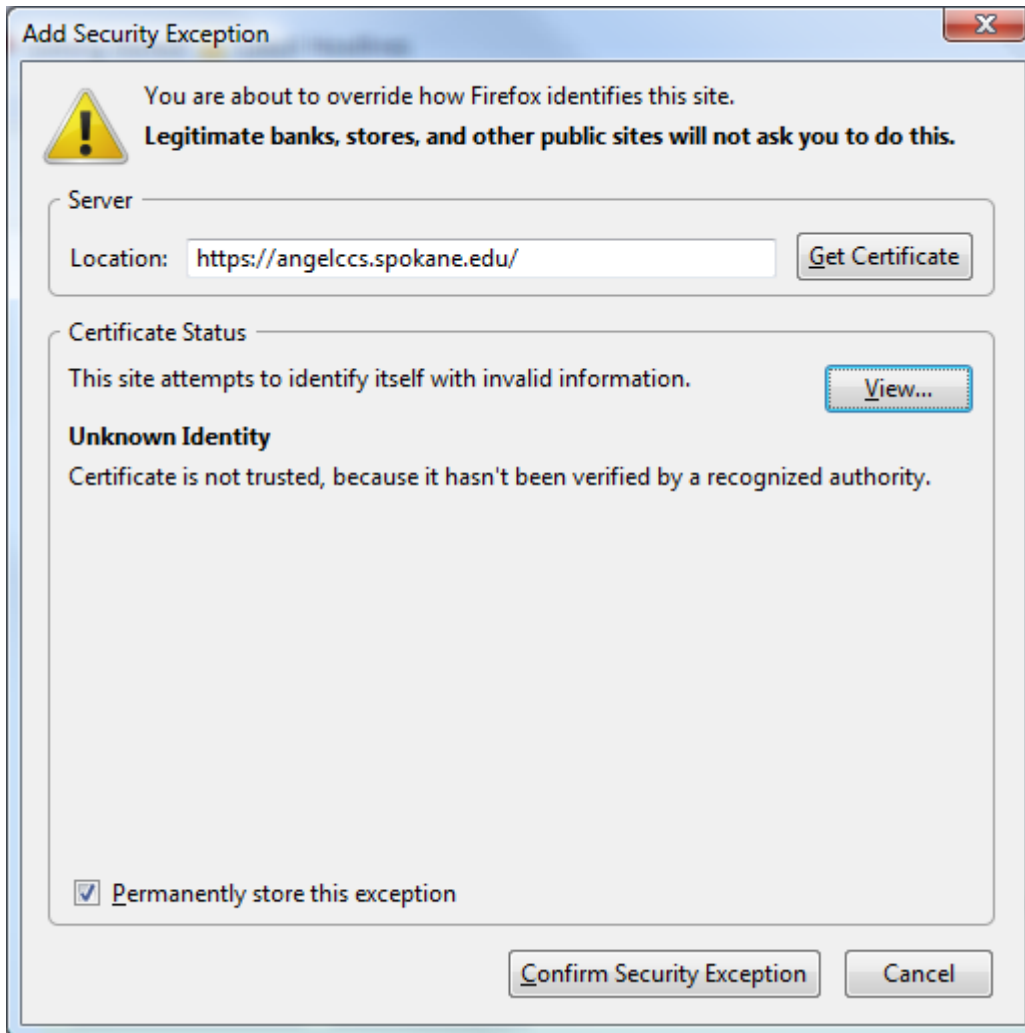 Add Security Exception
You are about to override how Firefox identifies this site.
Legitimate banks, stores, and other public sites will not ask you to do this.
Server
Location: https://angelccs.spokane.edu/ Get Certificate
Certificate Status
This site attempts to identify itself with invalid information.
View...
Unknown Identity
Certificate is not trusted, because it hasn't been verified by a recognized authority.
Permanently store this exception
Confirm Security Exception Cancel